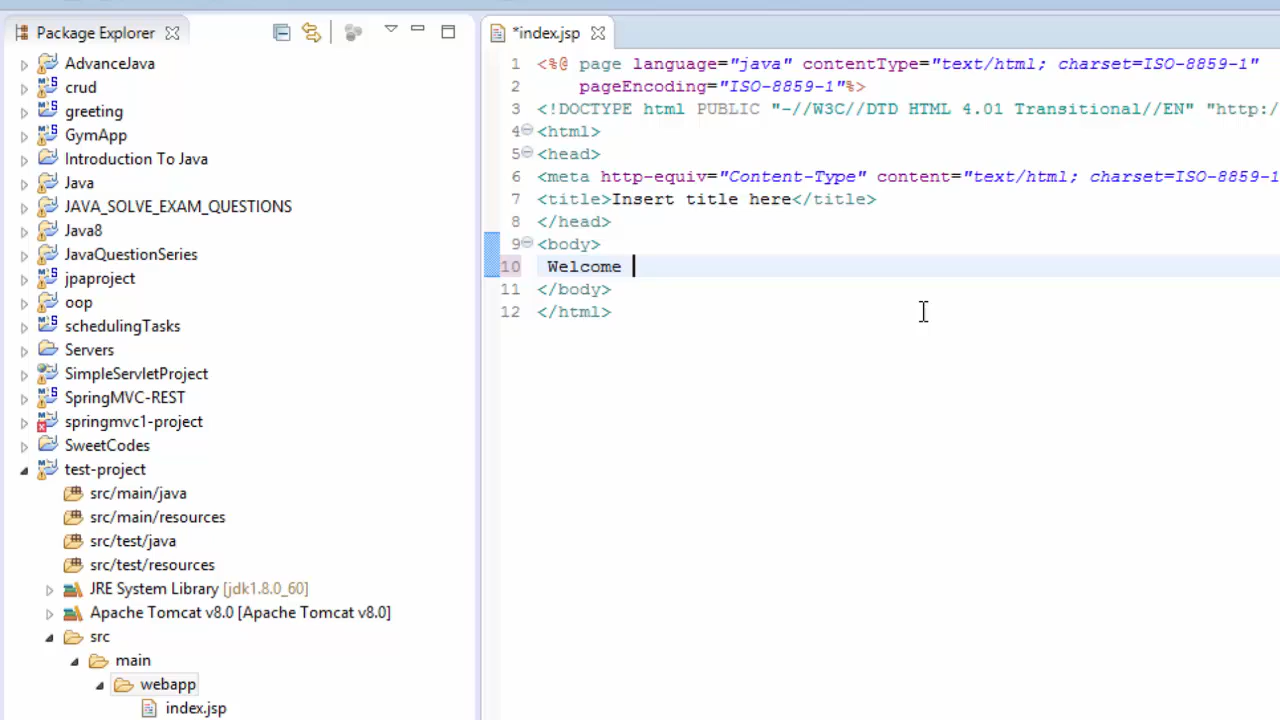 Package Explorer
AdvanceJava
crud
greeting
GymApp
Introduction To Java
Java
JAVA_SOLVE_EXAM_QUESTIONS
Java8
JavaQuestionSeries
jpaproject
oop
schedulingTasks
Servers
SimpleServletProject
SpringMVC-REST
springmvc1-project
SweetCodes
test-project
src/main/java
src/main/resources
src/test/java
src/test/resources
JRE System Library [jdk1.8.0_60]
Apache Tomcat v8.0 [Apache Tomcat v8.0]
src
main
webapp
index.jsp
*index.jsp
1 <%@ page language="java" contentType="text/html; charset=ISO-8859-1"
2 pageEncoding="ISO-8859-1"%>
3 <!DOCTYPE html PUBLIC "-//W3C//DTD HTML 4.01 Transitional//EN" "http:/
4 <html>
5 <head>
6 <meta http-equiv="Content-Type" content="text/html; charset=ISO-8859-1
7 <title>Insert title here</title>
8 </head>
9 <body>
10 Welcome
11 </body>
12 </html>